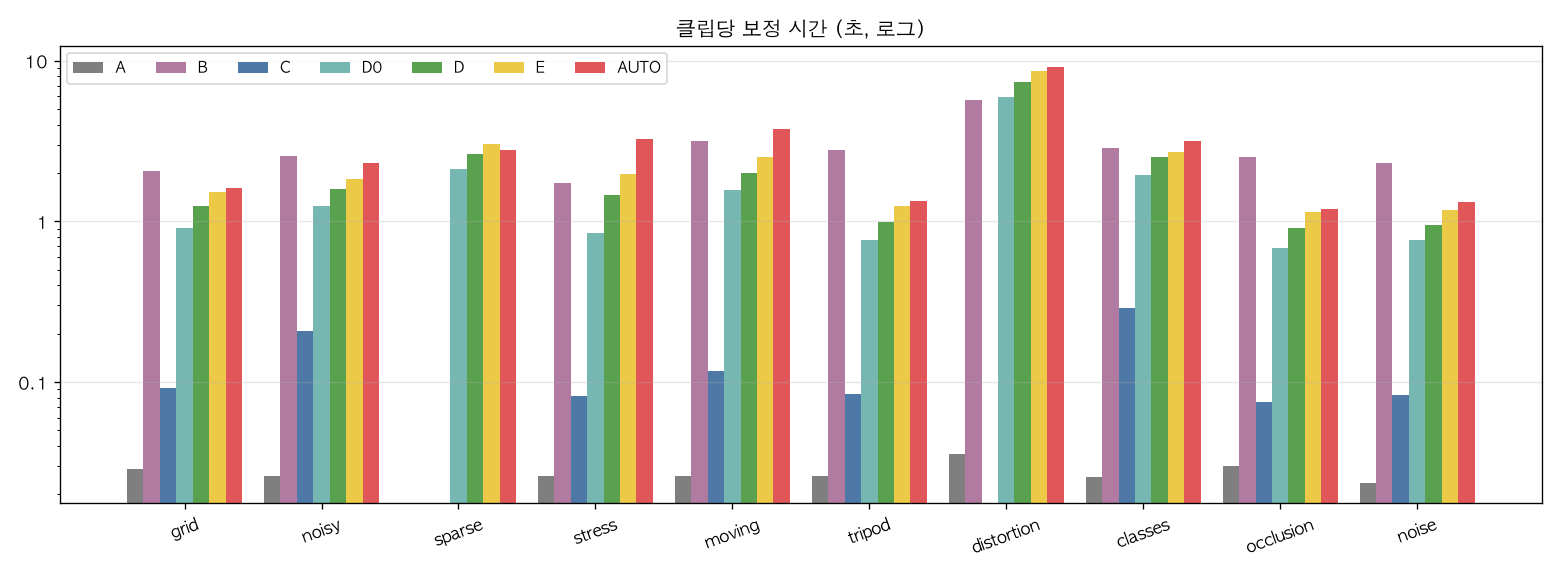 클립당 보정 시간 (초, 로그)
A B C D0 D E AUTO
10
1
0.1
grid noisy sparse stress moving tripod distortion classes occlusion noise